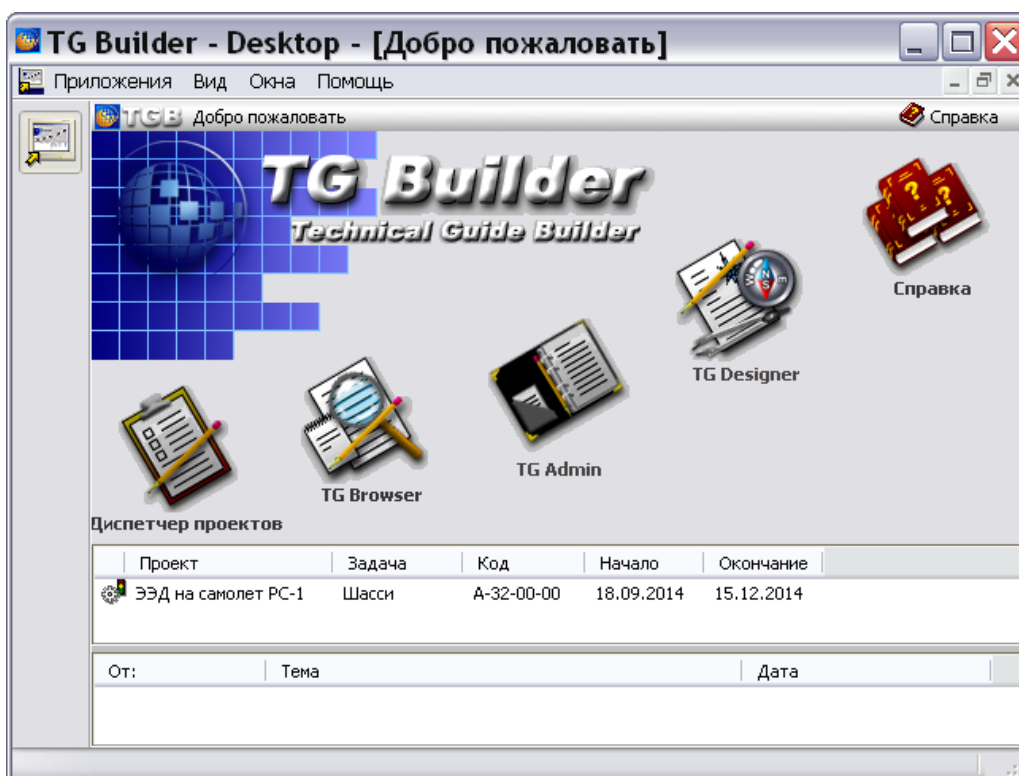 TG Builder - Desktop - [Добро пожаловать]
Приложения Вид Окна Помощь
TGB Добро пожаловать Справка
TG Builder
Technical Guide Builder
Справка
TG Designer
TG Admin
TG Browser
Диспетчер проектов
Проект Задача Код Начало Окончание
ЭЭД на самолет РС-1 Шасси А-32-00-00 18.09.2014 15.12.2014
От: Тема Дата